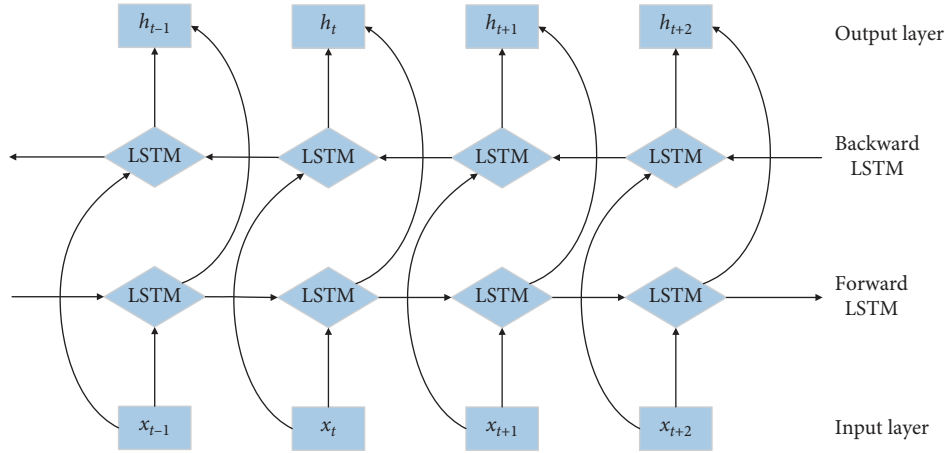 h_{t–1} h_t h_{t+1} h_{t+2} Output layer
LSTM LSTM LSTM LSTM Backward
LSTM
LSTM LSTM LSTM LSTM Forward
LSTM
x_{t–1} x_t x_{t+1} x_{t+2} Input layer